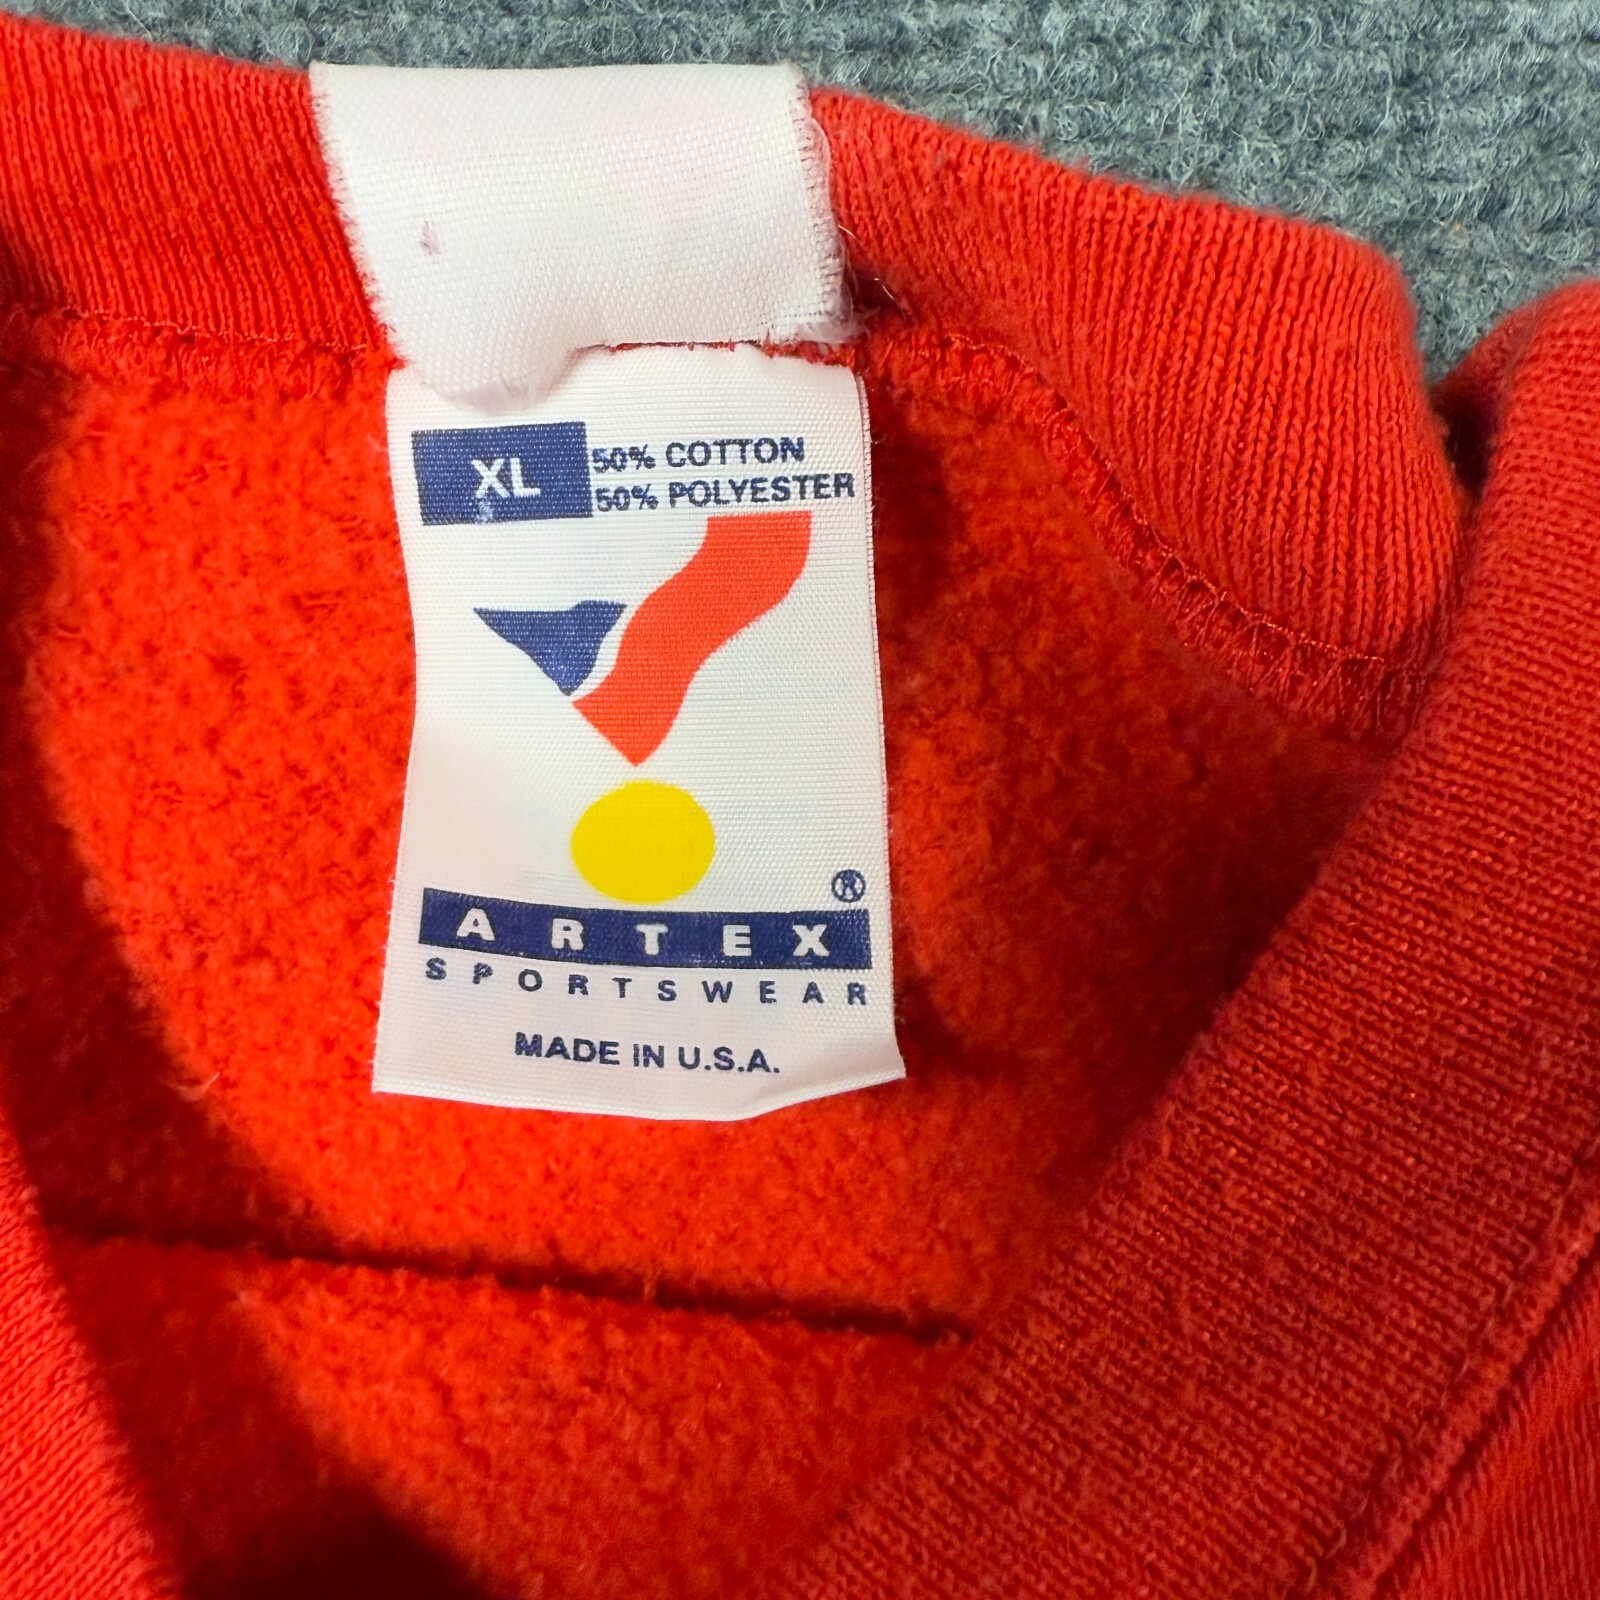 XL
50% COTTON
50% POLYESTER
®
ARTEX
SPORTSWEAR
MADE IN U.S.A.